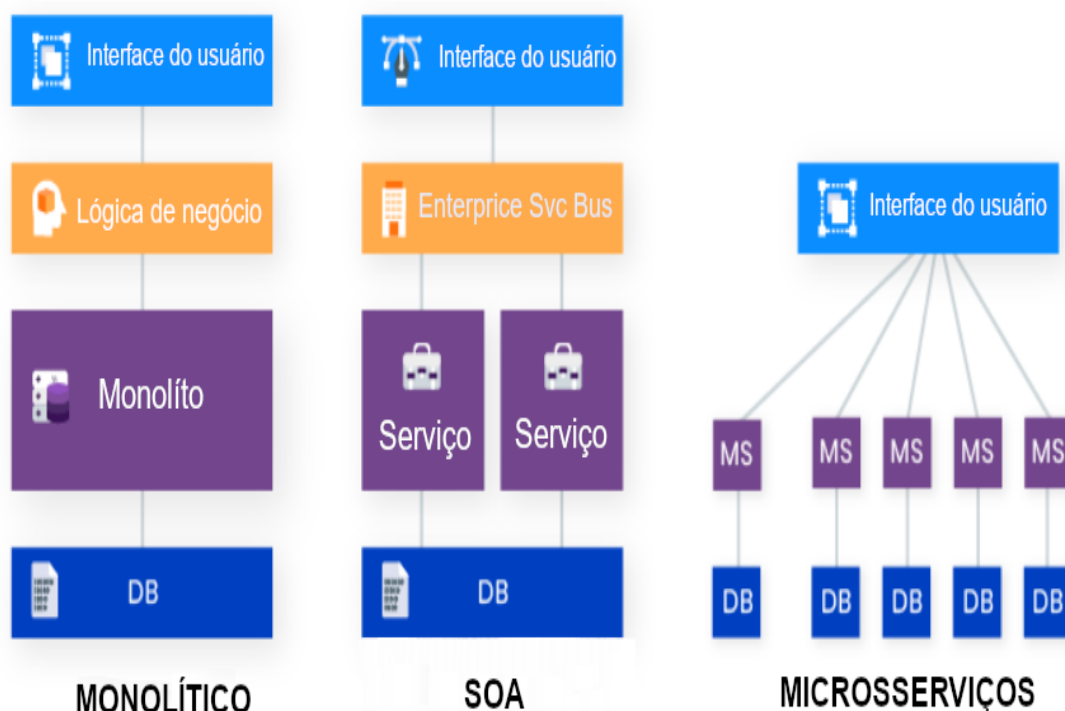 Interface do usuário
Lógica de negócio
Monolíto
DB
MONOLÍTICO
Interface do usuário
Enterprice Svc Bus
Serviço
Serviço
DB
SOA
Interface do usuário
MS
MS
MS
MS
MS
DB
DB
DB
DB
DB
MICROSSERVIÇOS